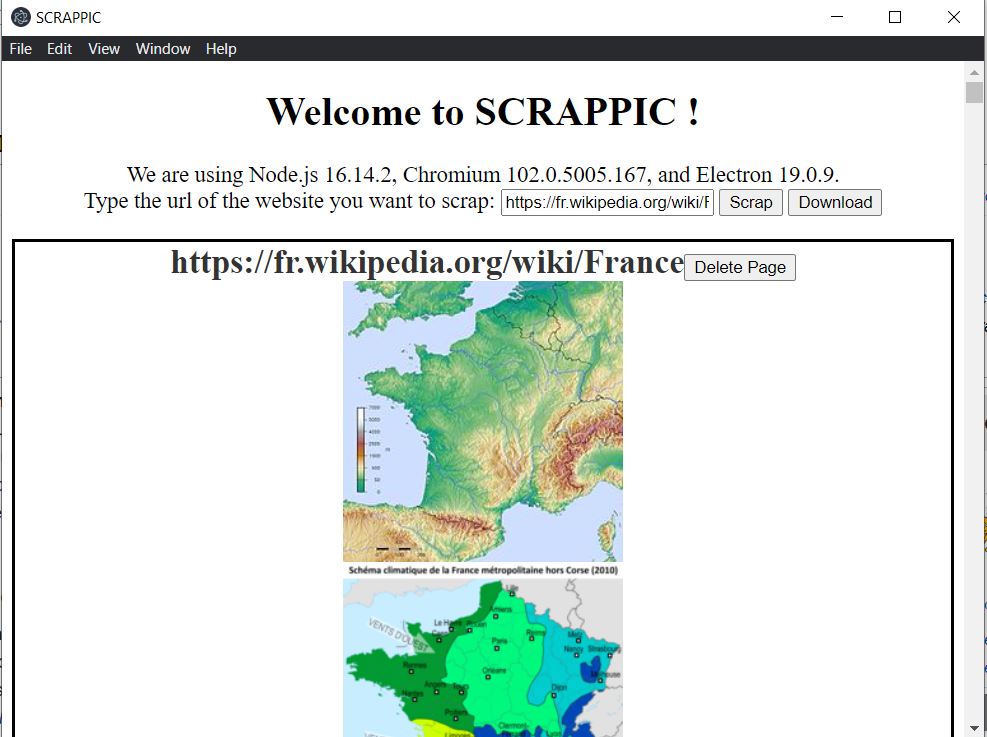 SCRAPPIC
File Edit View Window Help
Welcome to SCRAPPIC !
We are using Node.js 16.14.2, Chromium 102.0.5005.167, and Electron 19.0.9.
Type the url of the website you want to scrap: https://fr.wikipedia.org/wiki/F Scrap Download
https://fr.wikipedia.org/wiki/France Delete Page
Schéma climatique de la France métropolitaine hors Corse (2010)
Lille
Amiens
VENTS D'OUEST
Le Havre Rouen
Caen
Reims
Metz
Paris
Nancy Strasbourg
Rennes
Orléans
Mulhouse
Angers Tours
Dijon
Nantes
Poitiers
Limoges
Clermont-